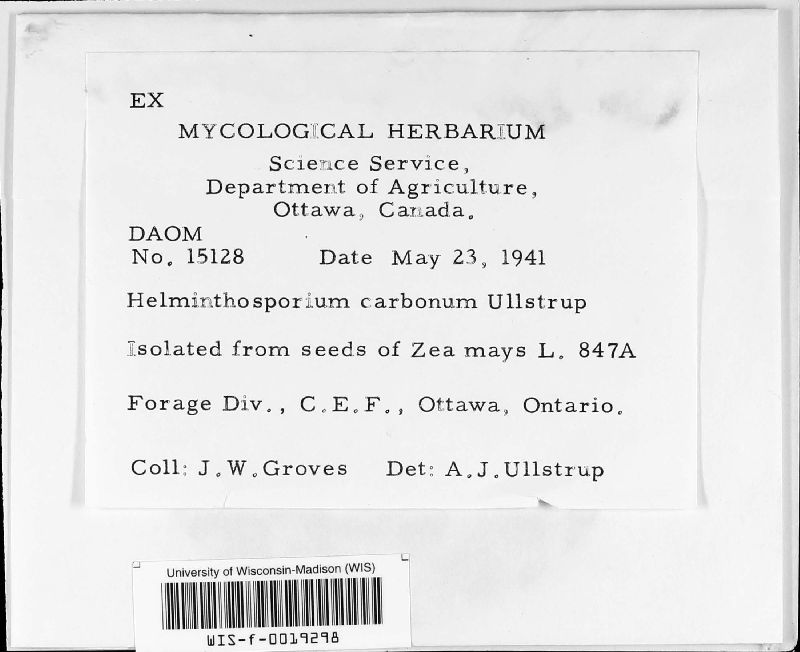 EX
MYCOLOGICAL HERBARIUM
Science Service,
Department of Agriculture,
Ottawa, Canada.
DAOM
No. 15128 Date May 23, 1941
Helminthosporium carbonum Ullstrup
Isolated from seeds of Zea mays L. 847A
Forage Div., C.E.F., Ottawa, Ontario.
Coll: J.W.Groves Det: A.J.Ullstrup
University of Wisconsin-Madison (WIS)
WIS-f-0019298